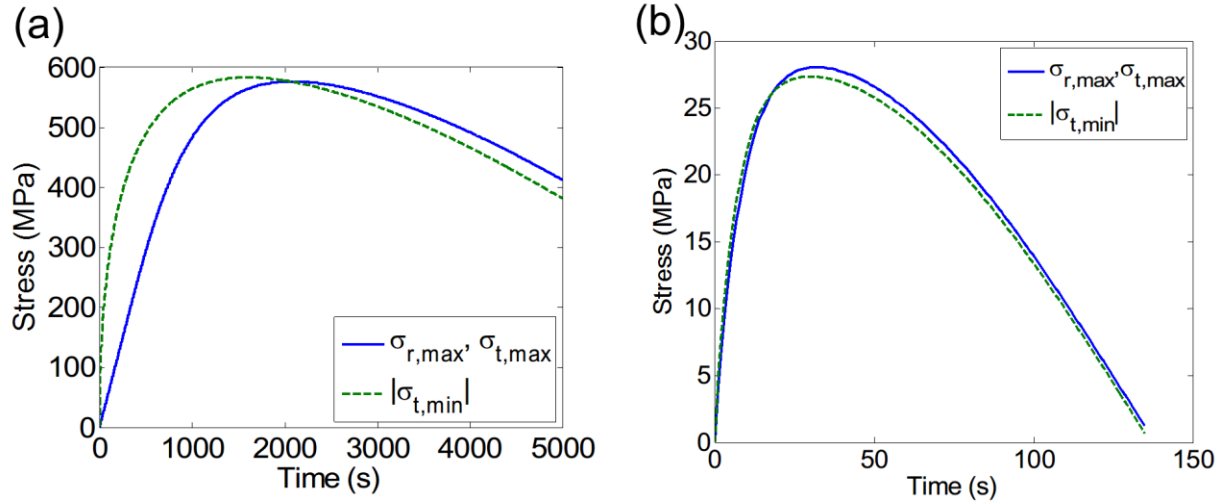 (a)
600
500
400
300
200
100
0
Stress (MPa)
σr,max, σt,max
|σt,min|
0 1000 2000 3000 4000 5000
Time (s)
(b)
30
25
20
15
10
5
0
Stress (MPa)
σr,max,σt,max
|σt,min|
0 50 100 150
Time (s)